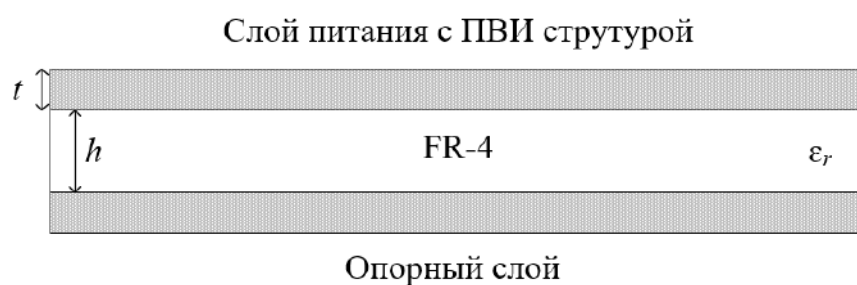 Слой питания с ПВИ струтурой
t
h
FR-4
εr
Опорный слой